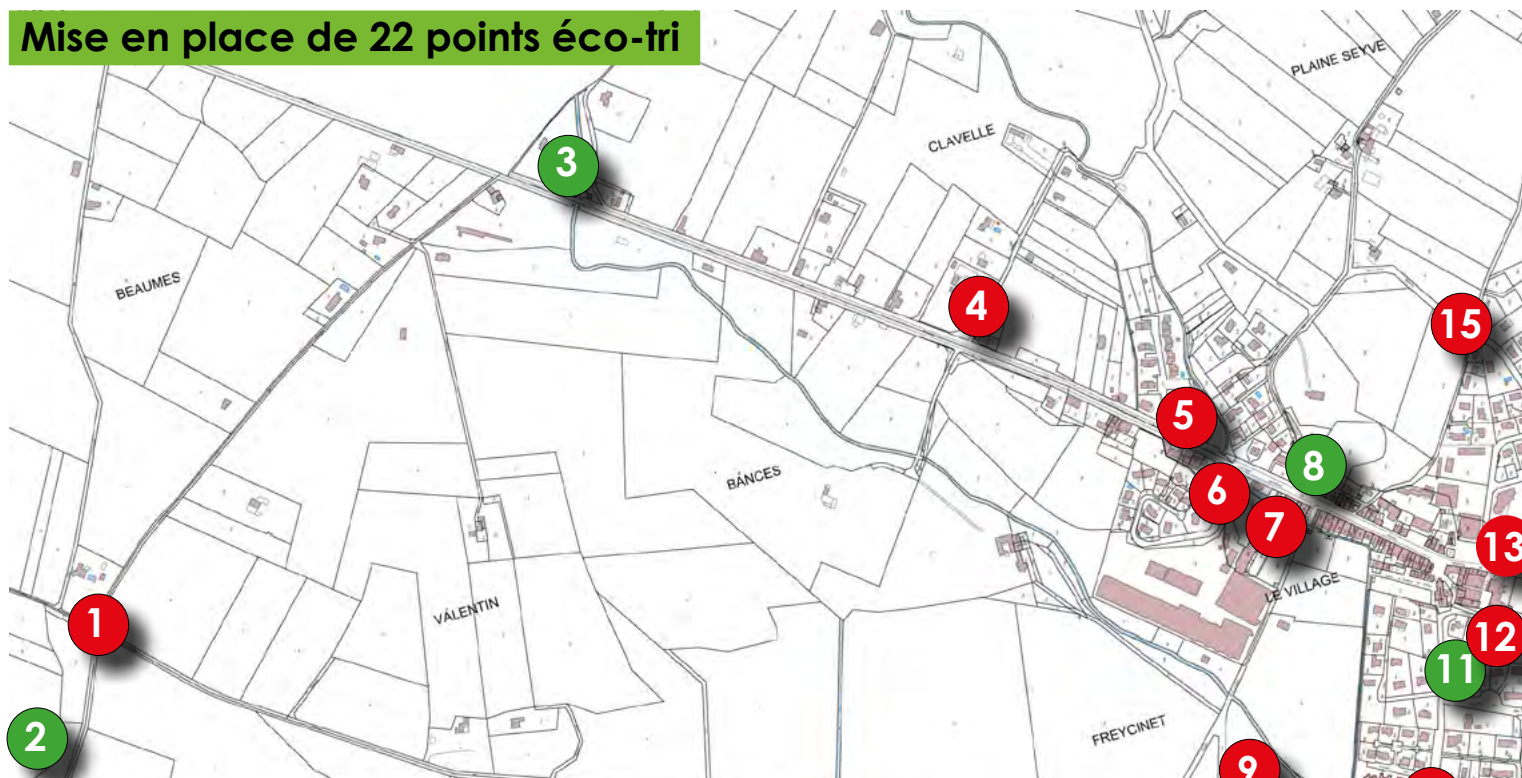 Mise en place de 22 points éco-tri
PLAINE SEYVE
CLAVELLE
3
BEAUMES
4
15
5
8
BANCES
6
7
13
LE VILLAGE
VALENTIN
1
12
11
2
FREYCINET
9